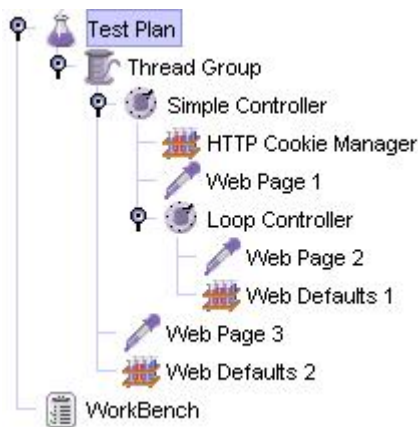 Test Plan
Thread Group
Simple Controller
HTTP Cookie Manager
Web Page 1
Loop Controller
Web Page 2
Web Defaults 1
Web Page 3
Web Defaults 2
WorkBench